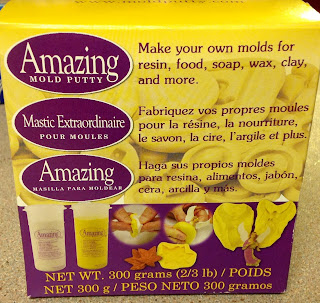 www.moldputty.com
Amazing
MOLD PUTTY
Make your own molds for
resin, food, soap, wax, clay,
and more.
Mastic Extraordinaire
POUR MOULES
Fabriquez vos propres moules
pour la résine, la nourriture,
le savon, la cire, l'argile et plus.
Amazing
MASILLA PARA MOLDEAR
Haga sus propios moldes
para resina, alimentos, jabón,
cera, arcilla y más.
NET WT. 300 grams (2/3 lb) / POIDS
NET 300 g / PESO NETO 300 gramos